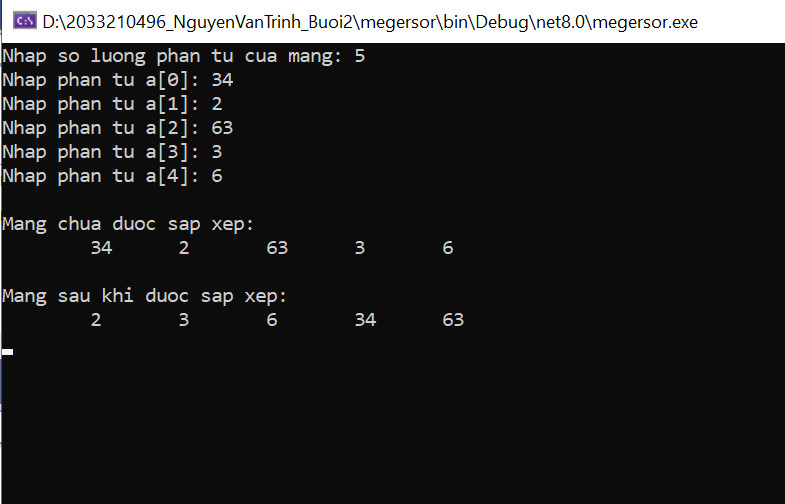 D:\2033210496_NguyenVanTrinh_Buoi2\megersor\bin\Debug\net8.0\megersor.exe
Nhap so luong phan tu cua mang: 5
Nhap phan tu a[0]: 34
Nhap phan tu a[1]: 2
Nhap phan tu a[2]: 63
Nhap phan tu a[3]: 3
Nhap phan tu a[4]: 6
Mang chua duoc sap xep:
34 2 63 3 6
Mang sau khi duoc sap xep:
2 3 6 34 63